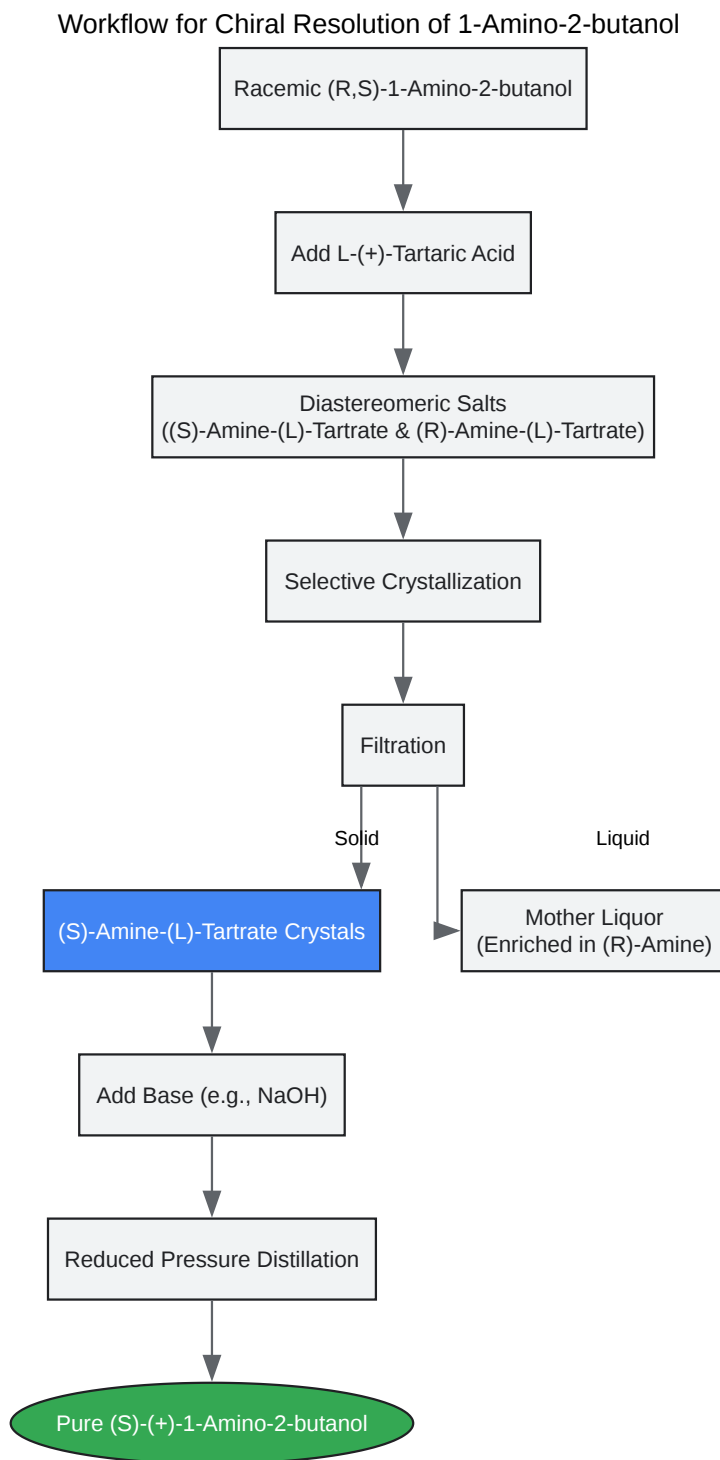 Workflow for Chiral Resolution of 1-Amino-2-butanol
Racemic (R,S)-1-Amino-2-butanol
Add L-(+)-Tartaric Acid
Diastereomeric Salts
((S)-Amine-(L)-Tartrate & (R)-Amine-(L)-Tartrate)
Selective Crystallization
Filtration
Solid
Liquid
(S)-Amine-(L)-Tartrate Crystals
Mother Liquor
(Enriched in (R)-Amine)
Add Base (e.g., NaOH)
Reduced Pressure Distillation
Pure (S)-(+)-1-Amino-2-butanol